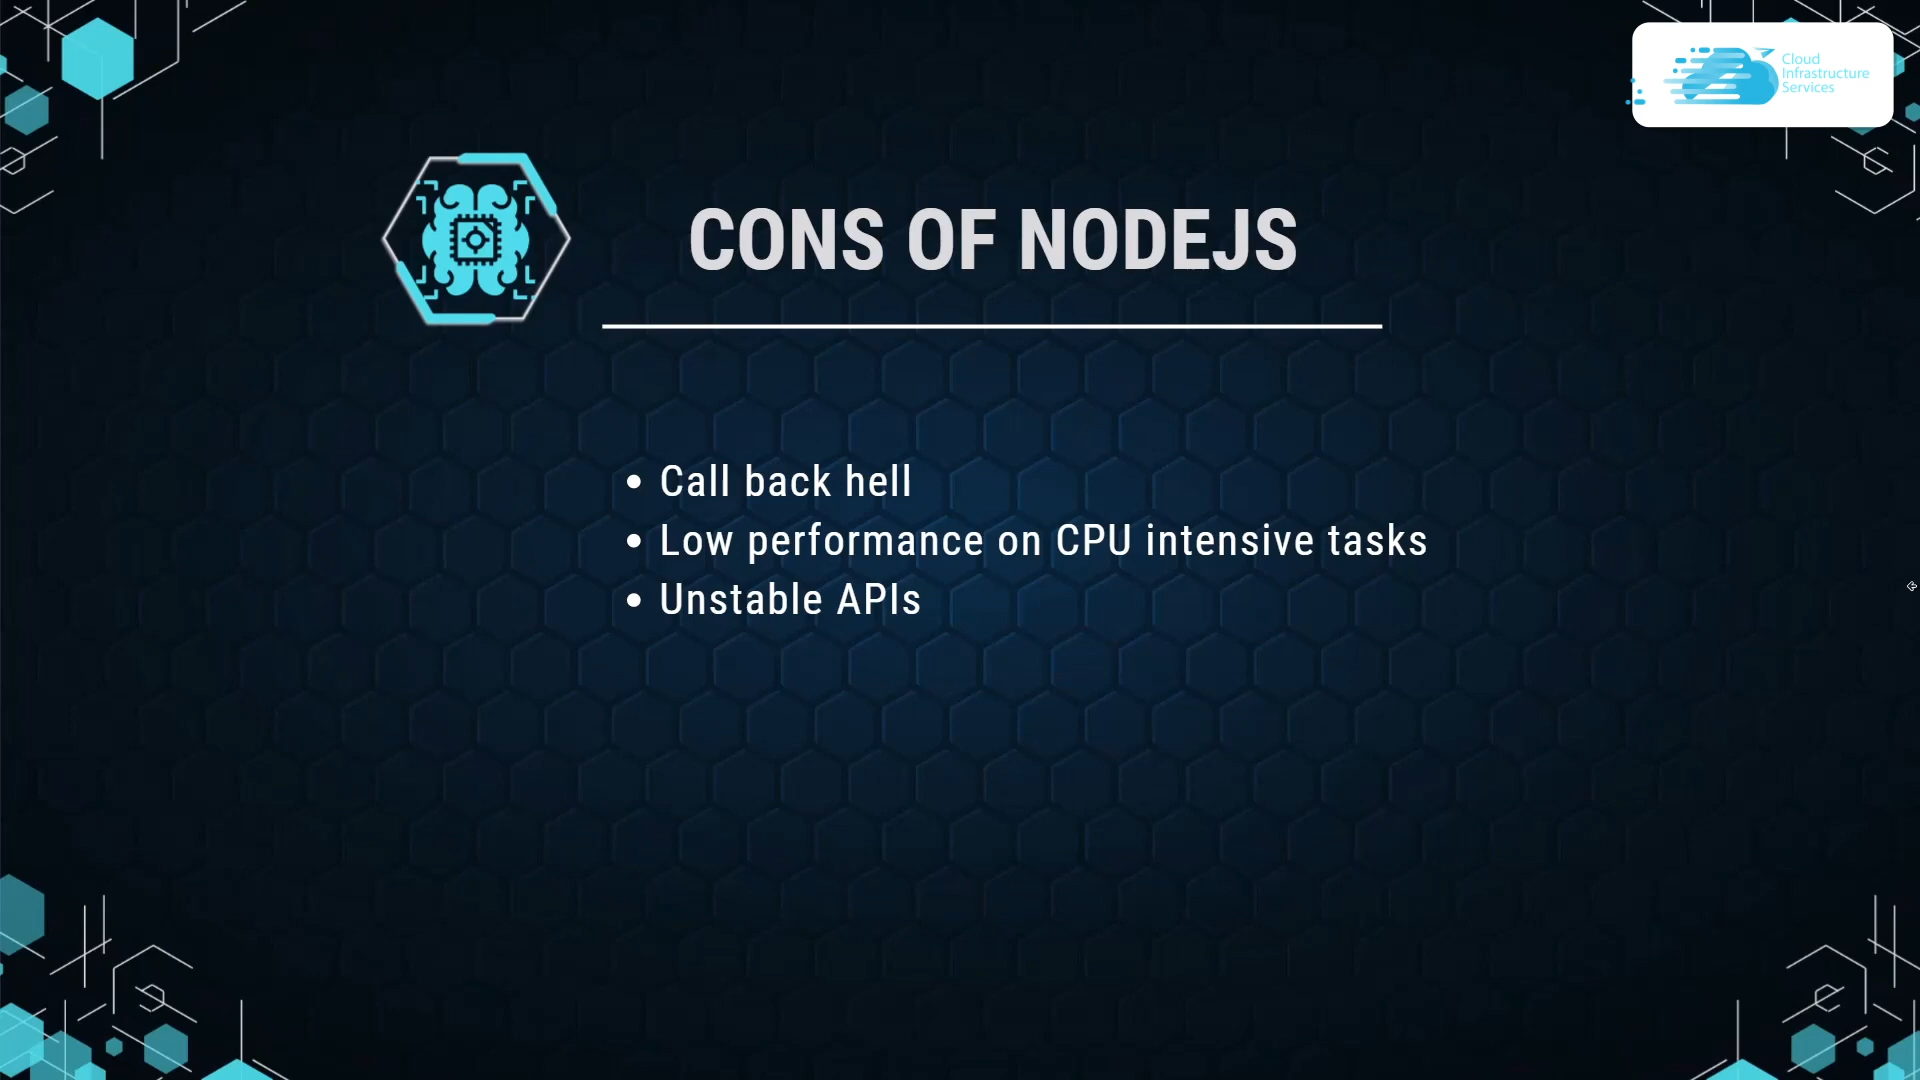 Cloud
Infrastructure
Services
CONS OF NODEJS
• Call back hell
• Low performance on CPU intensive tasks
• Unstable APIs